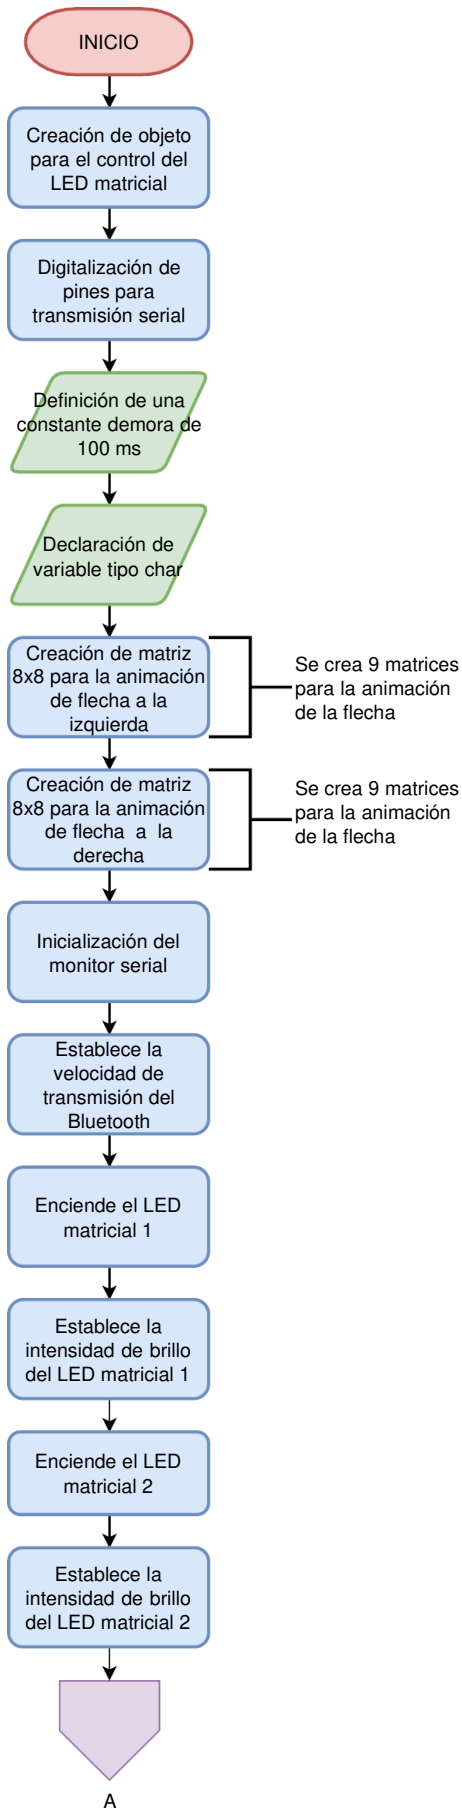 INICIO
Creación de objeto
para el control del
LED matricial
Digitalización de
pines para
transmisión serial
Definición de una
constante demora de
100 ms
Declaración de
variable tipo char
Creación de matriz
8x8 para la animación
de flecha a la
izquierda
Se crea 9 matrices
para la animación
de la flecha
Creación de matriz
8x8 para la animación
de flecha a la
derecha
Se crea 9 matrices
para la animación
de la flecha
Inicialización del
monitor serial
Establece la
velocidad de
transmisión del
Bluetooth
Enciende el LED
matricial 1
Establece la
intensidad de brillo
del LED matricial 1
Enciende el LED
matricial 2
Establece la
intensidad de brillo
del LED matricial 2
A